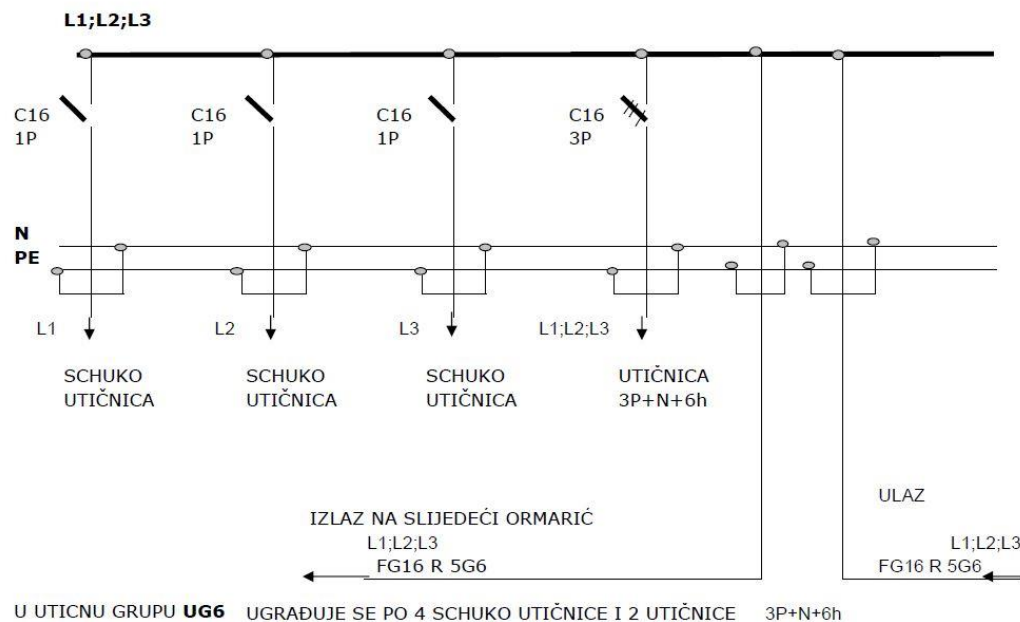 L1;L2;L3
C16
1P
C16
1P
C16
1P
C16
3P
N
PE
L1
L2
L3
L1;L2;L3
SCHUKO
UTIČNICA
SCHUKO
UTIČNICA
SCHUKO
UTIČNICA
UTIČNICA
3P+N+6h
ULAZ
IZLAZ NA SLIJEDEĆI ORMARIĆ
L1;L2;L3
FG16 R 5G6
L1;L2;L3
FG16 R 5G6
U UTICNU GRUPU UG6 UGRAĐUJE SE PO 4 SCHUKO UTIČNICE I 2 UTIČNICE 3P+N+6h